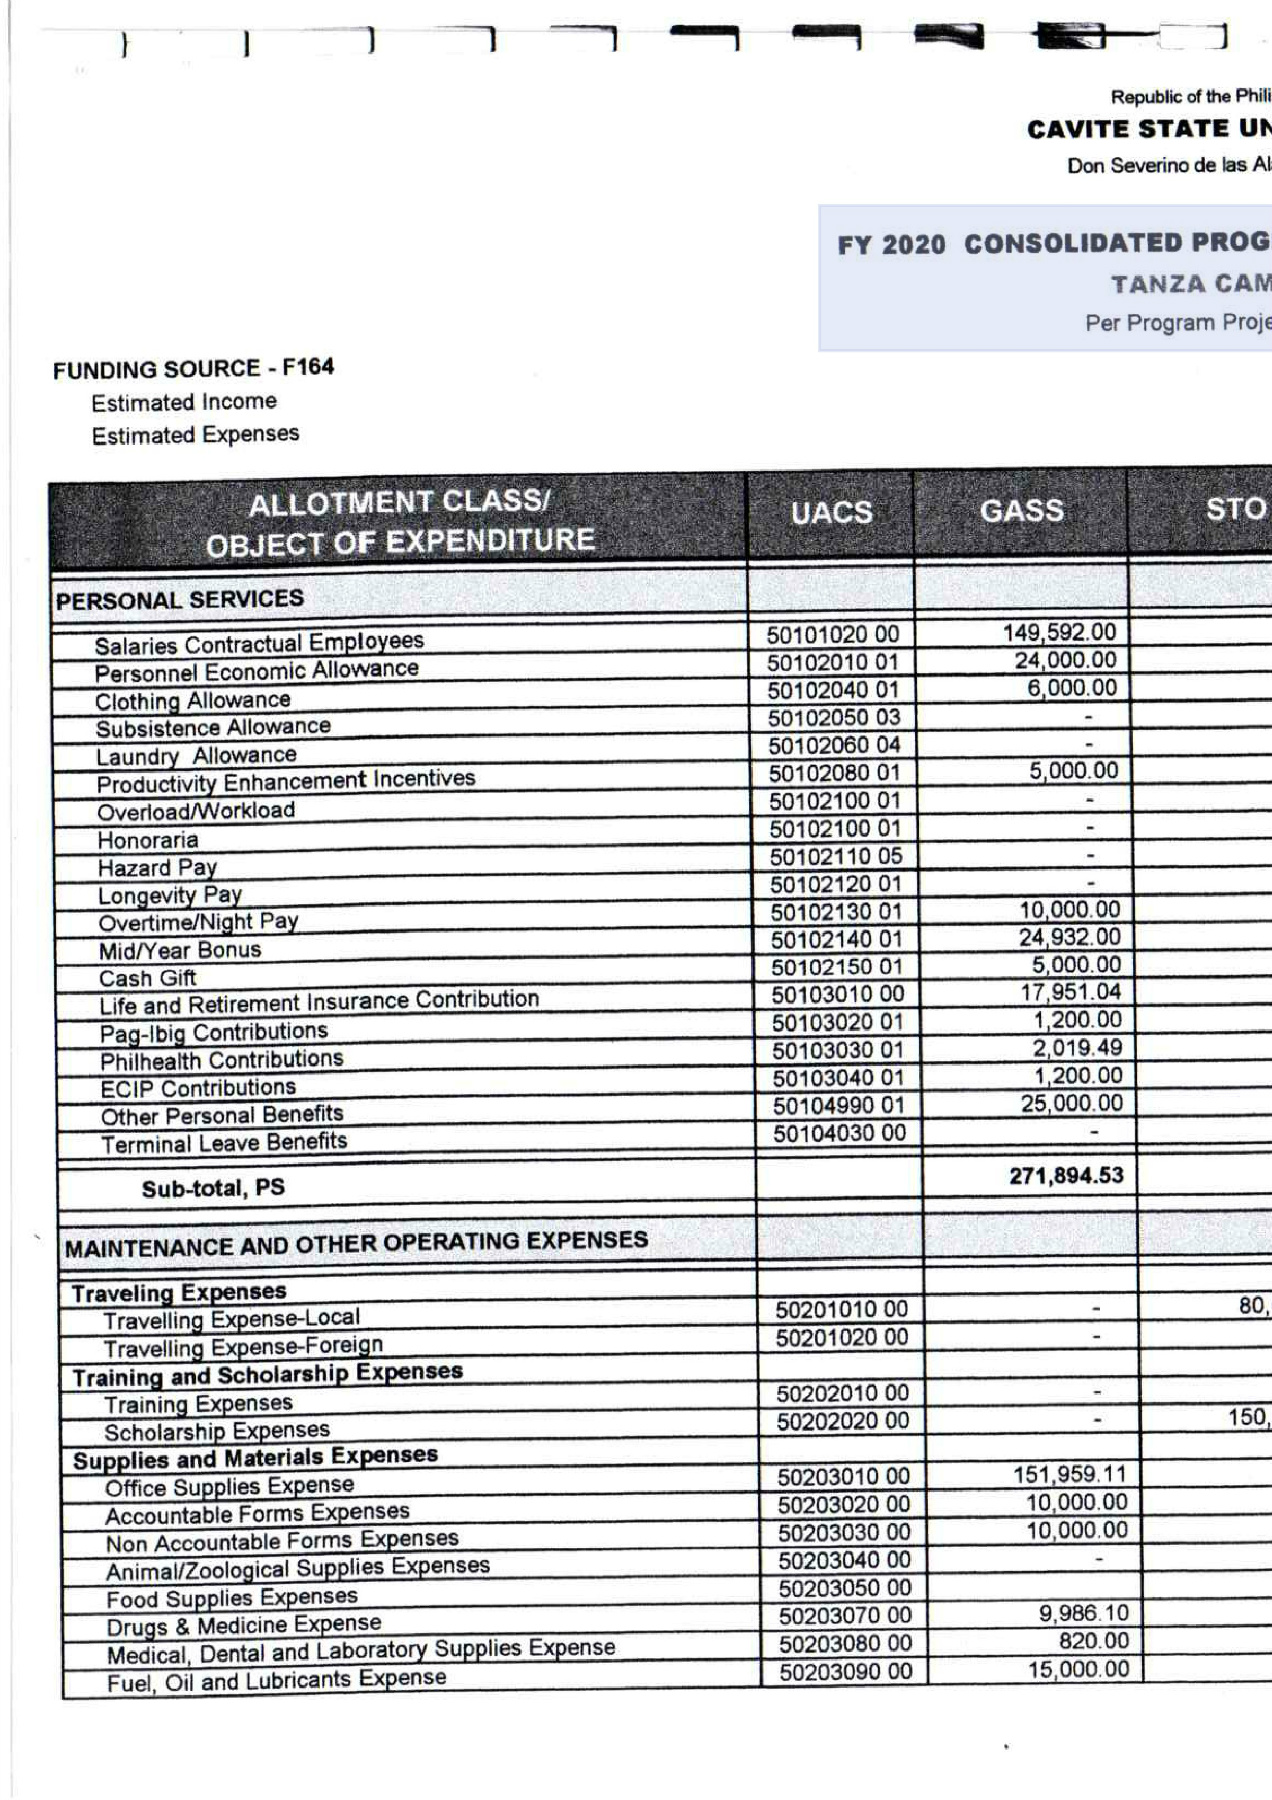 Republic of the Phili
CAVITE STATE UN
Don Severino de las Al
FY 2020 CONSOLIDATED PROG
TANZA CAM
Per Program Proje
FUNDING SOURCE - F164
Estimated Income
Estimated Expenses
ALLOTMENT CLASS/
OBJECT OF EXPENDITURE UACS GASS STO
PERSONAL SERVICES
Salaries Contractual Employees 50101020 00 149,592.00
Personnel Economic Allowance 50102010 01 24,000.00
Clothing Allowance 50102040 01 6,000.00
Subsistence Allowance 50102050 03 -
Laundry Allowance 50102060 04 -
Productivity Enhancement Incentives 50102080 01 5,000.00
Overload/Workload 50102100 01 -
Honoraria 50102100 01 -
Hazard Pay 50102110 05 -
Longevity Pay 50102120 01 -
Overtime/Night Pay 50102130 01 10,000.00
Mid/Year Bonus 50102140 01 24,932.00
Cash Gift 50102150 01 5,000.00
Life and Retirement Insurance Contribution 50103010 00 17,951.04
Pag-Ibig Contributions 50103020 01 1,200.00
Philhealth Contributions 50103030 01 2,019.49
ECIP Contributions 50103040 01 1,200.00
Other Personal Benefits 50104990 01 25,000.00
Terminal Leave Benefits 50104030 00 -
Sub-total, PS 271,894.53
MAINTENANCE AND OTHER OPERATING EXPENSES
Traveling Expenses
Travelling Expense-Local 50201010 00 - 80,
Travelling Expense-Foreign 50201020 00 -
Training and Scholarship Expenses
Training Expenses 50202010 00 -
Scholarship Expenses 50202020 00 - 150,
Supplies and Materials Expenses
Office Supplies Expense 50203010 00 151,959.11
Accountable Forms Expenses 50203020 00 10,000.00
Non Accountable Forms Expenses 50203030 00 10,000.00
Animal/Zoological Supplies Expenses 50203040 00 -
Food Supplies Expenses 50203050 00
Drugs & Medicine Expense 50203070 00 9,986.10
Medical, Dental and Laboratory Supplies Expense 50203080 00 820.00
Fuel, Oil and Lubricants Expense 50203090 00 15,000.00